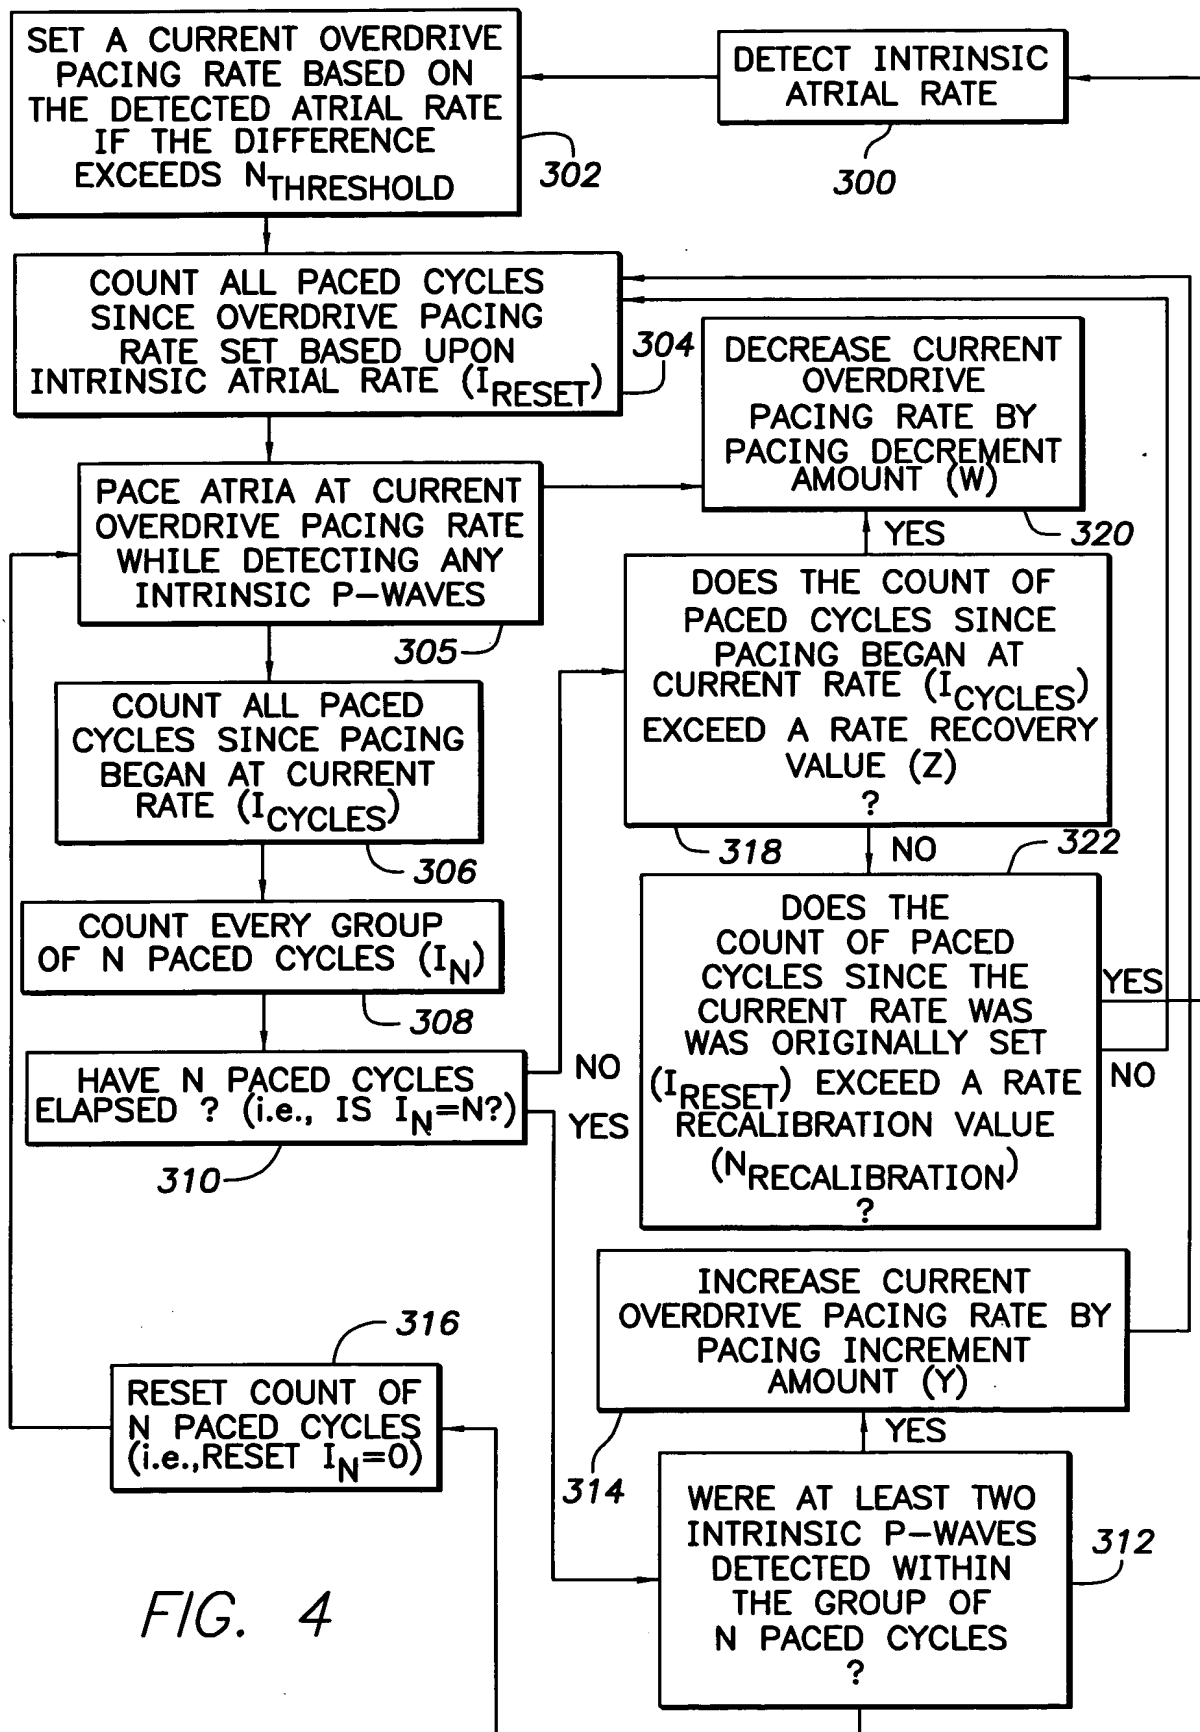 SET A CURRENT OVERDRIVE
PACING RATE BASED ON
THE DETECTED ATRIAL RATE
IF THE DIFFERENCE
EXCEEDS NTHRESHOLD
302
DETECT INTRINSIC
ATRIAL RATE
300
COUNT ALL PACED CYCLES
SINCE OVERDRIVE PACING
RATE SET BASED UPON
INTRINSIC ATRIAL RATE (IRESET)
304
DECREASE CURRENT
OVERDRIVE
PACING RATE BY
PACING DECREMENT
AMOUNT (W)
320
PACE ATRIA AT CURRENT
OVERDRIVE PACING RATE
WHILE DETECTING ANY
INTRINSIC P-WAVES
305
YES
DOES THE COUNT OF
PACED CYCLES SINCE
PACING BEGAN AT
CURRENT RATE (ICYCLES)
EXCEED A RATE RECOVERY
VALUE (Z)
?
318
NO
COUNT ALL PACED
CYCLES SINCE PACING
BEGAN AT CURRENT
RATE (ICYCLES)
306
322
DOES THE
COUNT OF PACED
CYCLES SINCE THE
CURRENT RATE WAS
WAS ORIGINALLY SET
(IRESET) EXCEED A RATE
RECALIBRATION VALUE
(NRECALIBRATION)
?
YES
NO
COUNT EVERY GROUP
OF N PACED CYCLES (IN)
308
HAVE N PACED CYCLES
ELAPSED ? (i.e., IS IN=N?)
310
NO
YES
INCREASE CURRENT
OVERDRIVE PACING RATE BY
PACING INCREMENT
AMOUNT (Y)
314
YES
316
RESET COUNT OF
N PACED CYCLES
(i.e.,RESET IN=0)
WERE AT LEAST TWO
INTRINSIC P-WAVES
DETECTED WITHIN
THE GROUP OF
N PACED CYCLES
?
312
FIG. 4